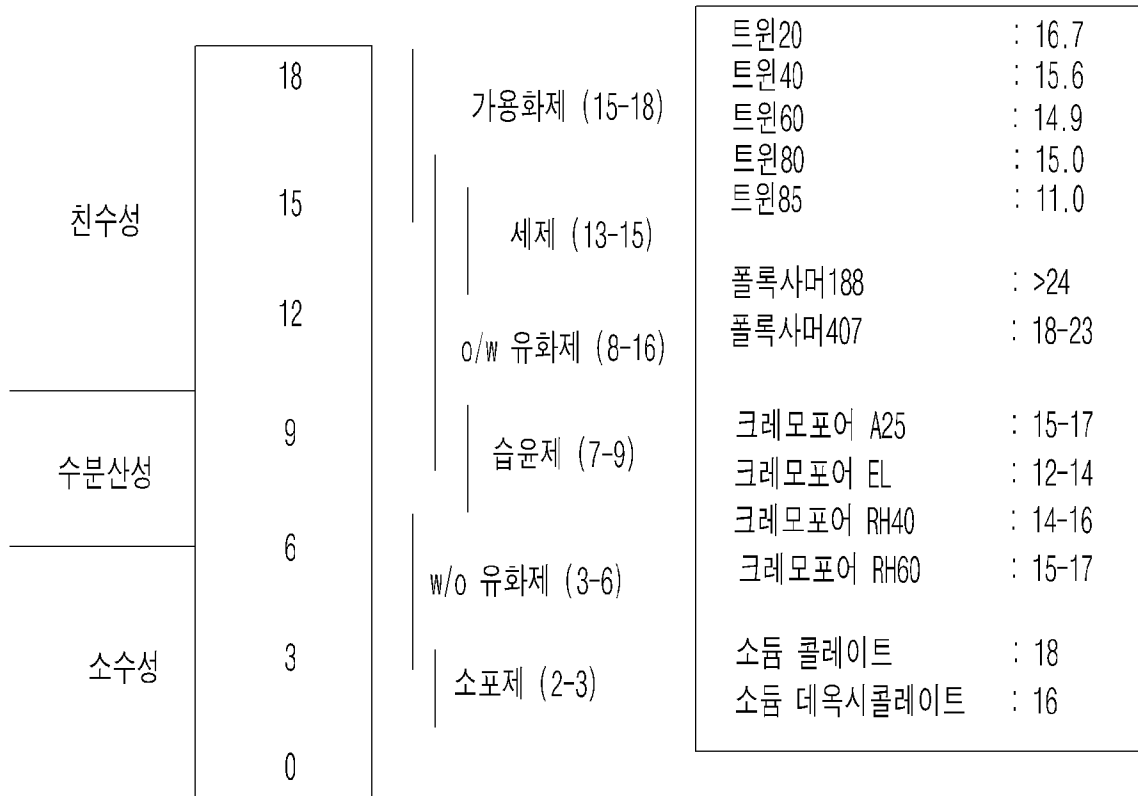 친수성
수분산성
소수성
18
15
12
9
6
3
0
가용화제 (15-18)
세제 (13-15)
o/w 유화제 (8-16)
습윤제 (7-9)
w/o 유화제 (3-6)
소포제 (2-3)
트윈20 : 16.7
트윈40 : 15.6
트윈60 : 14.9
트윈80 : 15.0
트윈85 : 11.0
폴록사머188 : >24
폴록사머407 : 18-23
크레모포어 A25 : 15-17
크레모포어 EL : 12-14
크레모포어 RH40 : 14-16
크레모포어 RH60 : 15-17
소듐 콜레이트 : 18
소듐 데옥시콜레이트 : 16